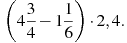 (4 3/4 − 1 1/6) · 2,4.